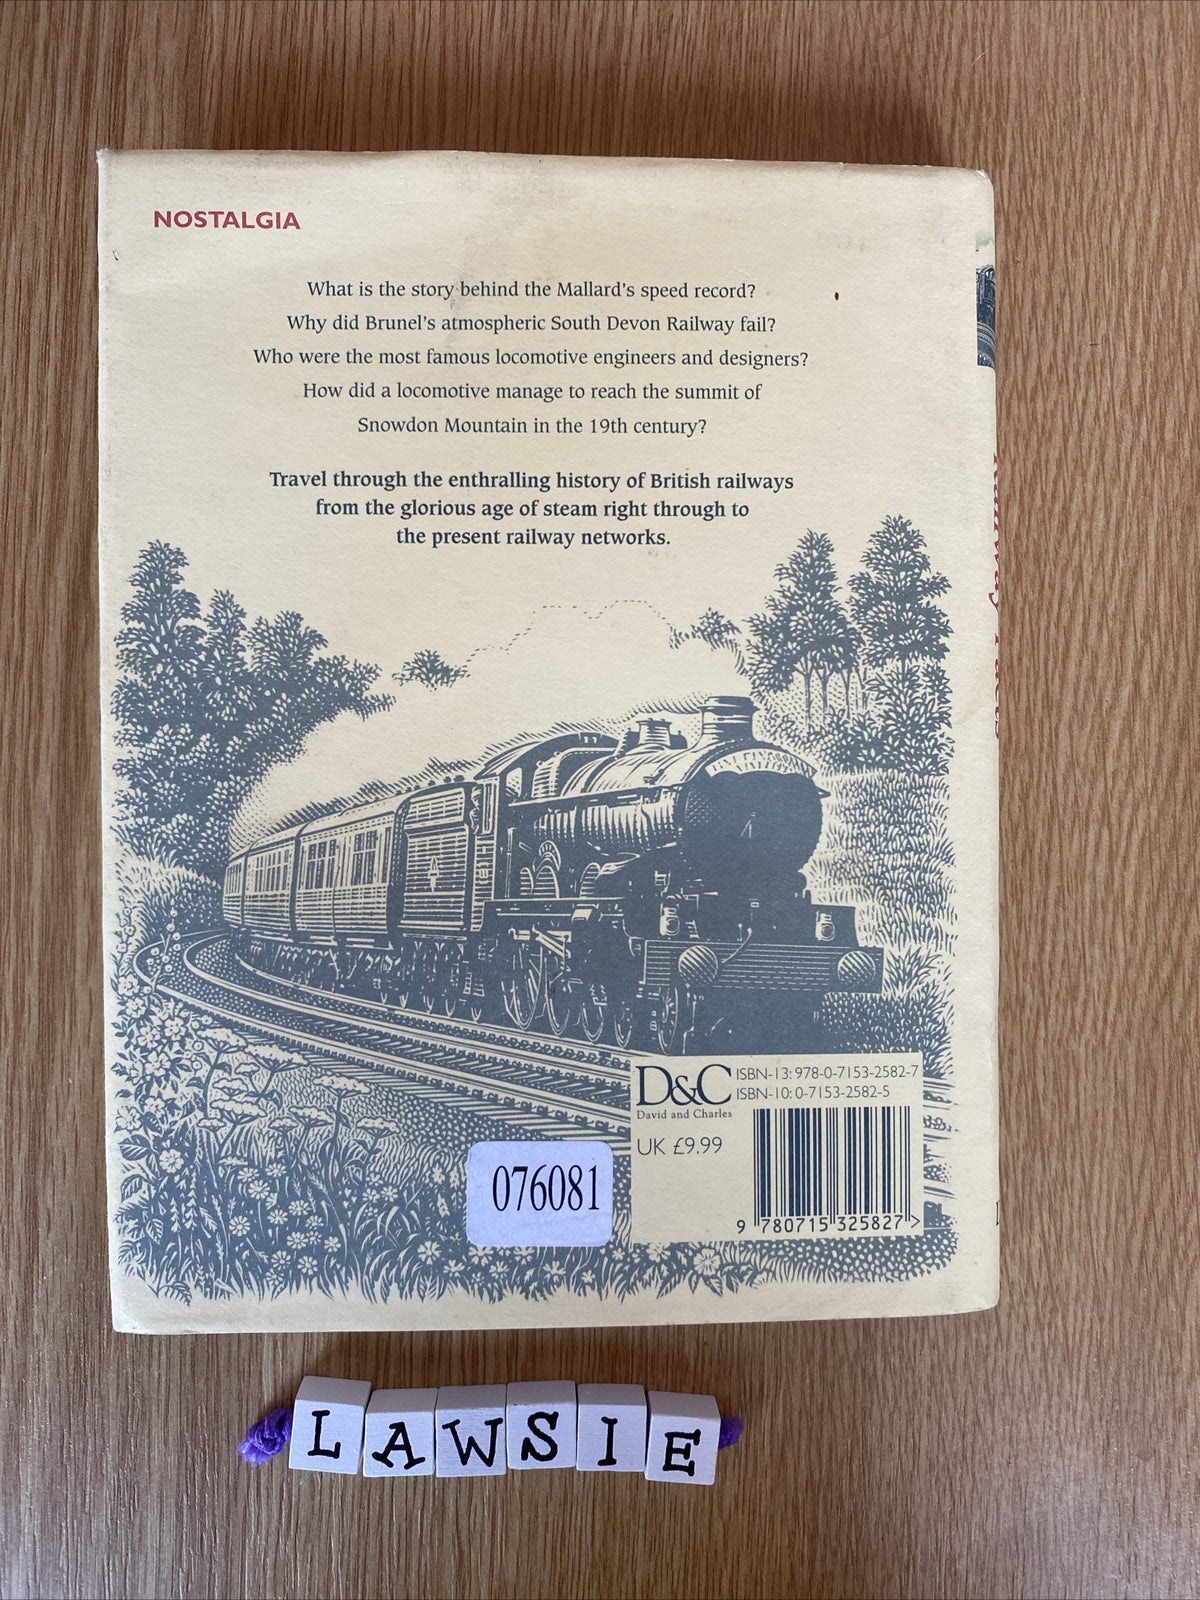 NOSTALGIA
What is the story behind the Mallard's speed record?
Why did Brunel's atmospheric South Devon Railway fail?
Who were the most famous locomotive engineers and designers?
How did a locomotive manage to reach the summit of
Snowdon Mountain in the 19th century?
Travel through the enthralling history of British railways
from the glorious age of steam right through to
the present railway networks.
D&C
David and Charles
ISBN-13: 978-0-7153-2582-7
ISBN-10: 0-7153-2582-5
UK £9.99
9 780715 325827 >
076081
LAWSIE